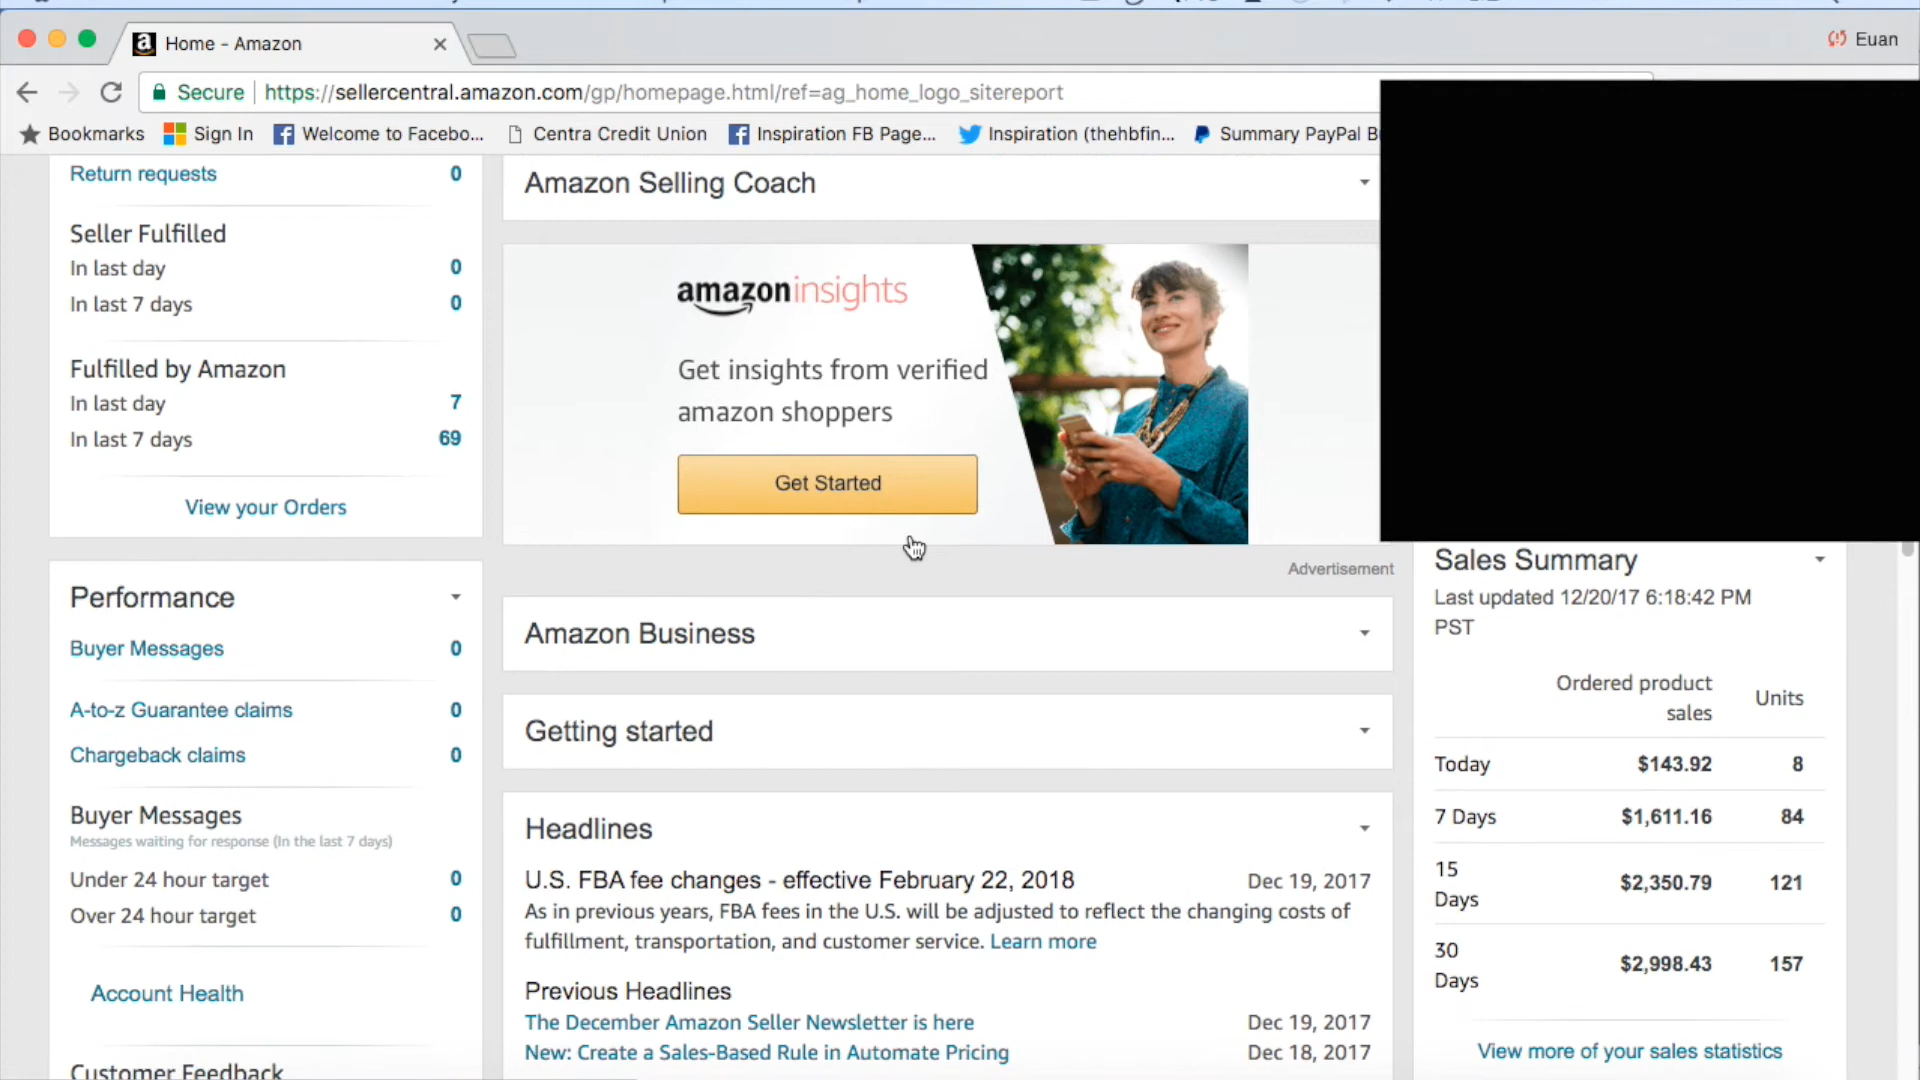 Home - Amazon
Euan
Secure
https://sellercentral.amazon.com/gp/homepage.html/ref=ag_home_logo_sitereport
Bookmarks
Sign In
Welcome to Facebo...
Centra Credit Union
Inspiration FB Page...
Inspiration (thehbfin...
Summary PayPal B
Return requests 0
Seller Fulfilled
In last day 0
In last 7 days 0
Fulfilled by Amazon
In last day 7
In last 7 days 69
View your Orders
Performance
Buyer Messages 0
A-to-z Guarantee claims 0
Chargeback claims 0
Buyer Messages
Messages waiting for response (In the last 7 days)
Under 24 hour target 0
Over 24 hour target 0
Account Health
Customer Feedback
Amazon Selling Coach
amazon insights
Get insights from verified
amazon shoppers
Get Started
Advertisement
Amazon Business
Getting started
Headlines
U.S. FBA fee changes - effective February 22, 2018 Dec 19, 2017
As in previous years, FBA fees in the U.S. will be adjusted to reflect the changing costs of
fulfillment, transportation, and customer service. Learn more
Previous Headlines
The December Amazon Seller Newsletter is here Dec 19, 2017
New: Create a Sales-Based Rule in Automate Pricing Dec 18, 2017
Sales Summary
Last updated 12/20/17 6:18:42 PM
PST
Ordered product
sales
Units
Today $143.92 8
7 Days $1,611.16 84
15
Days
$2,350.79 121
30
Days
$2,998.43 157
View more of your sales statistics